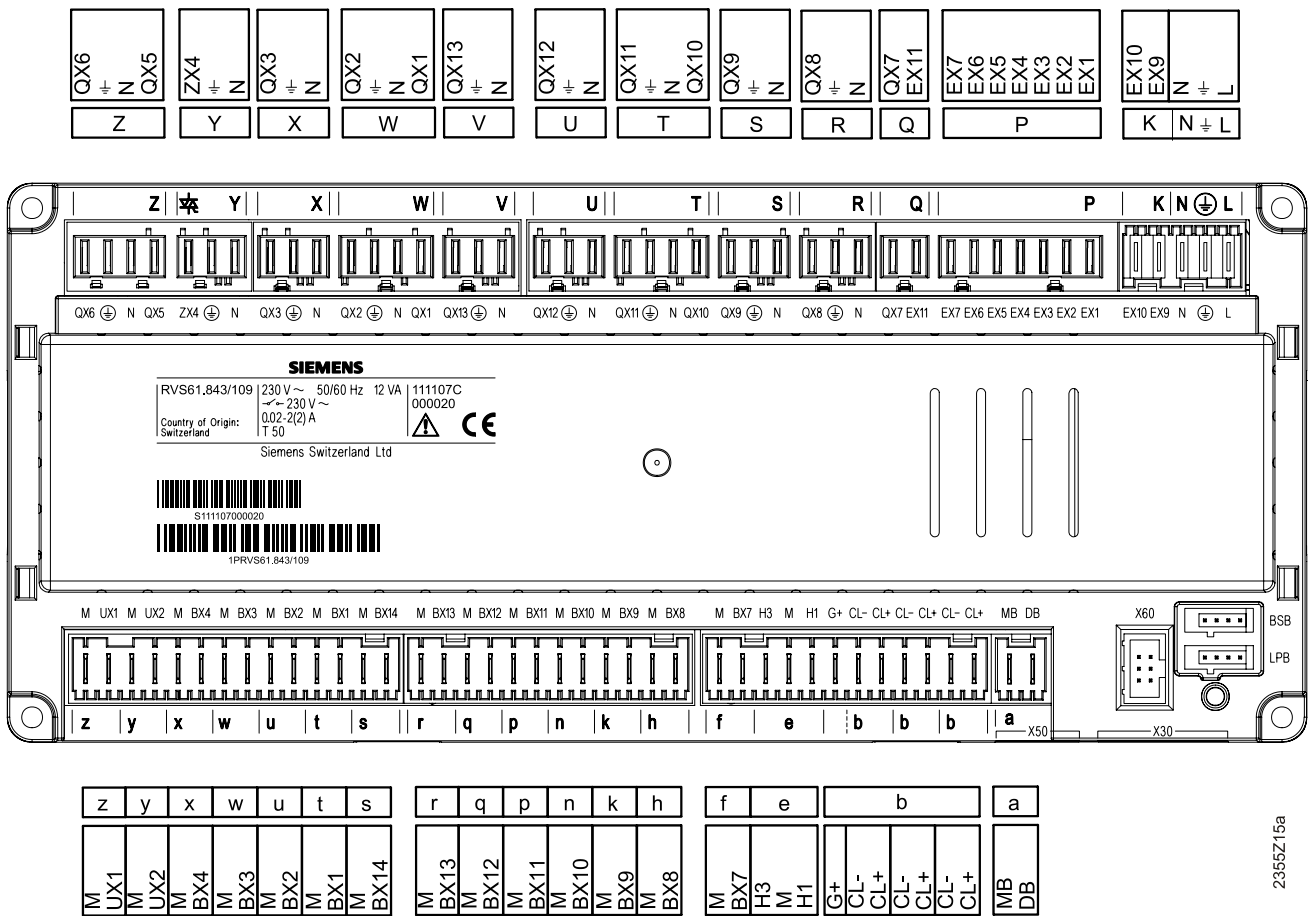 QX6 ⏚ N QX5 ZX4 ⏚ N QX3 ⏚ N QX2 ⏚ N QX1 QX13 ⏚ N QX12 ⏚ N QX11 ⏚ N QX10 QX9 ⏚ N QX8 ⏚ N QX7 EX11 EX7 EX6 EX5 EX4 EX3 EX2 EX1 EX10 EX9 N ⏚ L
Z Y X W V U T S R Q P K N ⏚ L
Z Y X W V U T S R Q P K N ⏚ L
QX6 ⏚ N QX5 ZX4 ⏚ N QX3 ⏚ N QX2 ⏚ N QX1 QX13 ⏚ N QX12 ⏚ N QX11 ⏚ N QX10 QX9 ⏚ N QX8 ⏚ N QX7 EX11 EX7 EX6 EX5 EX4 EX3 EX2 EX1 EX10 EX9 N ⏚ L
SIEMENS
RVS61.843/109 230 V ~ 50/60 Hz 12 VA 111107C
230 V ~ 000020
Country of Origin: 0.02-2(2) A
Switzerland T 50 CE
Siemens Switzerland Ltd
S111107000020
1PRVS61.843/109
M UX1 M UX2 M BX4 M BX3 M BX2 M BX1 M BX14 M BX13 M BX12 M BX11 M BX10 M BX9 M BX8 M BX7 H3 M H1 G+ CL- CL+ CL- CL+ CL- CL+ MB DB X60 BSB
LPB
z y x w u t s r q p n k h f e b b b a
X50 X30
z y x w u t s r q p n k h f e b a
M UX1 M UX2 M BX4 M BX3 M BX2 M BX1 M BX14 M BX13 M BX12 M BX11 M BX10 M BX9 M BX8 M BX7 H3 M H1 G+ CL- CL+ CL- CL+ CL- CL+ MB DB
2355Z15a